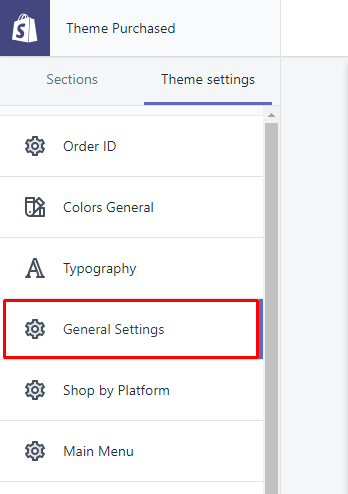 Theme Purchased
Sections Theme settings
Order ID
Colors General
Typography
General Settings
Shop by Platform
Main Menu